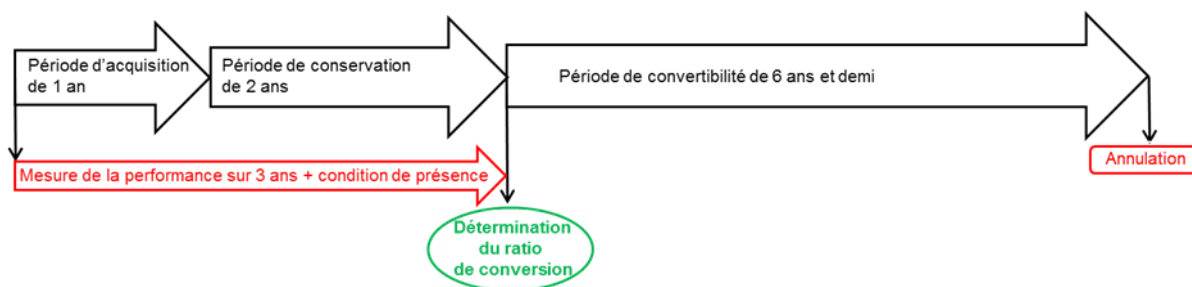 Période d'acquisition
de 1 an
Période de conservation
de 2 ans
Période de convertibilité de 6 ans et demi
Mesure de la performance sur 3 ans + condition de présence
Annulation
Détermination
du ratio
de conversion